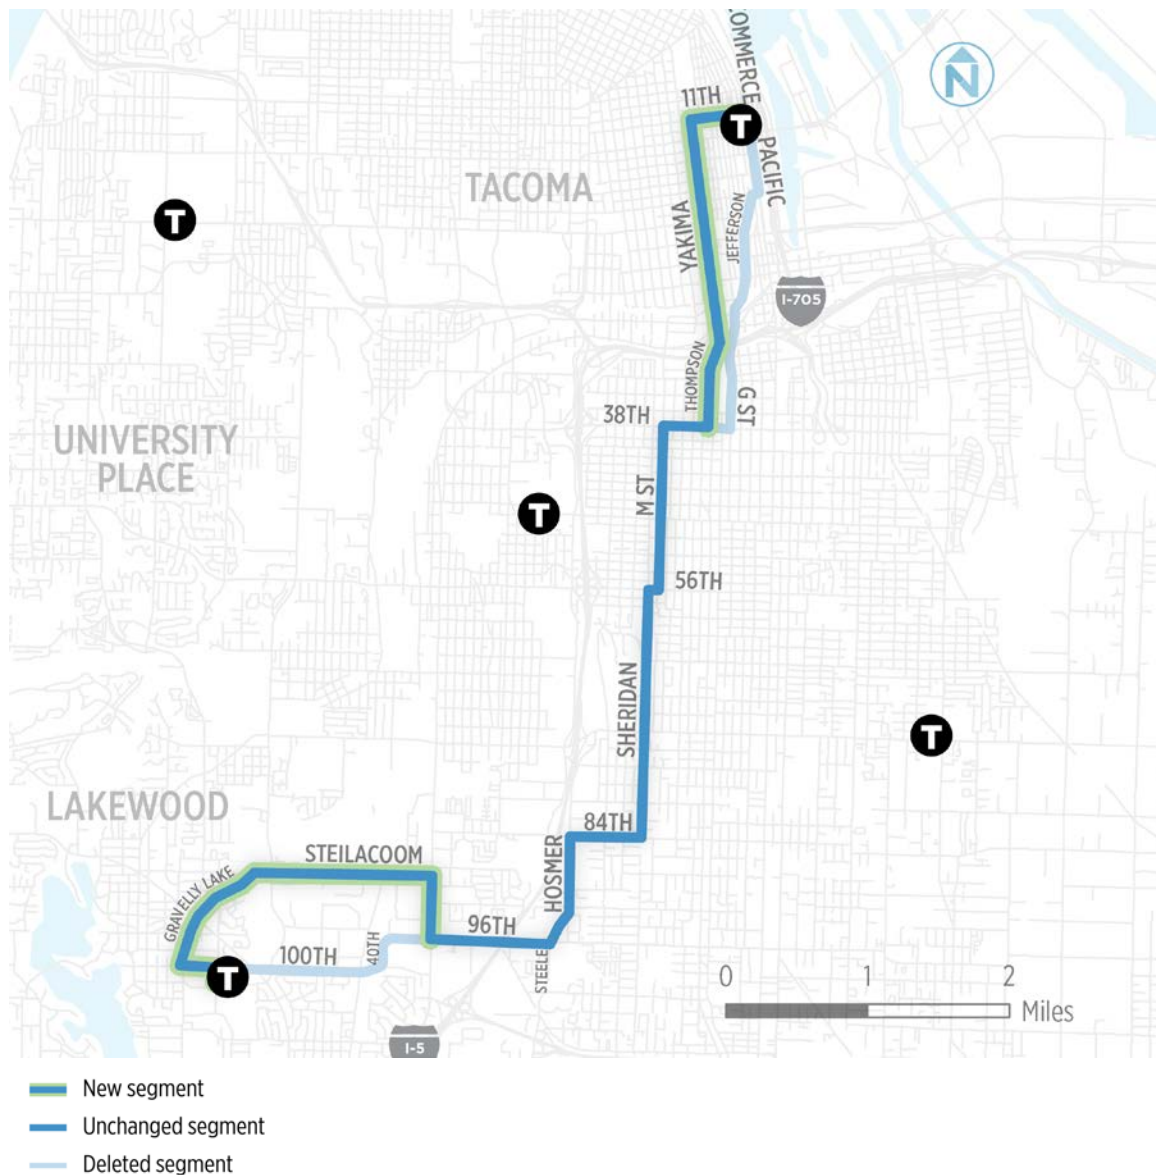 COMMERCE
N
11TH
T
PACIFIC
TACOMA
T
YAKIMA
JEFFERSON
I-705
THOMPSON
G ST
38TH
UNIVERSITY
PLACE
M ST
T
56TH
SHERIDAN
T
LAKEWOOD
84TH
HOSMER
STEILACOOM
GRAVELLY LAKE
96TH
40TH
100TH
STEELE
T
0 1 2
Miles
I-5
New segment
Unchanged segment
Deleted segment